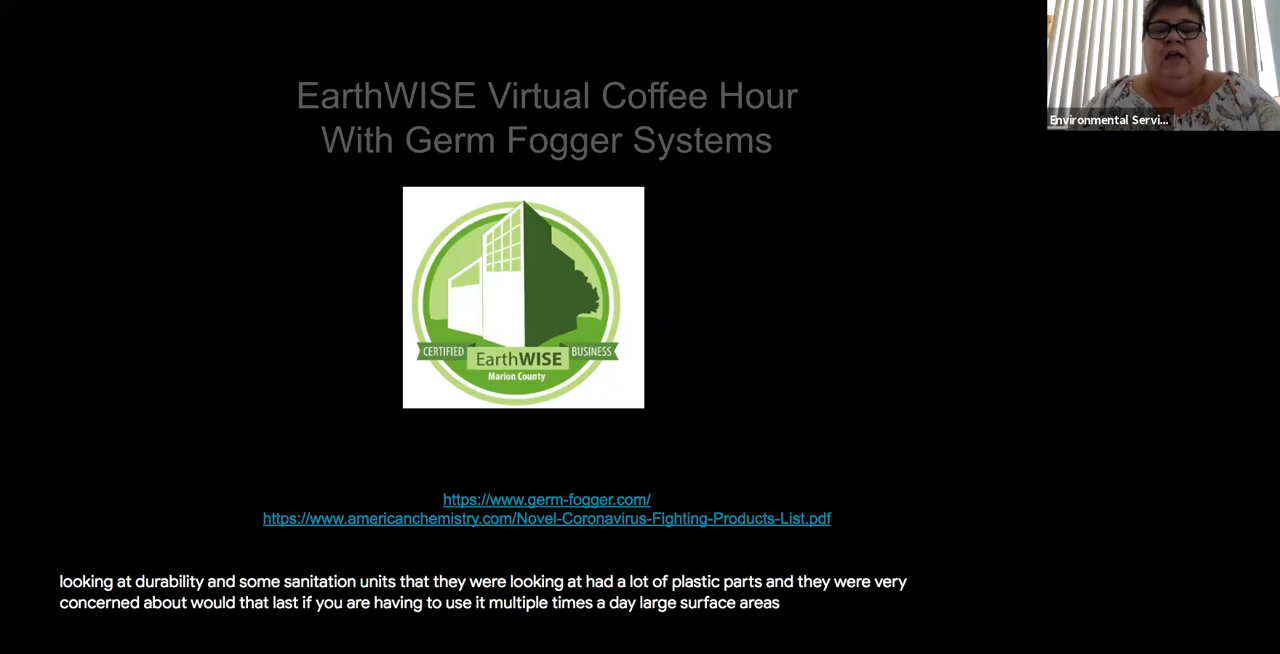 EarthWISE Virtual Coffee Hour
With Germ Fogger Systems
Environmental Servi...
CERTIFIED EarthWISE BUSINESS
Marion County
https://www.germ-fogger.com/
https://www.americanchemistry.com/Novel-Coronavirus-Fighting-Products-List.pdf
looking at durability and some sanitation units that they were looking at had a lot of plastic parts and they were very
concerned about would that last if you are having to use it multiple times a day large surface areas